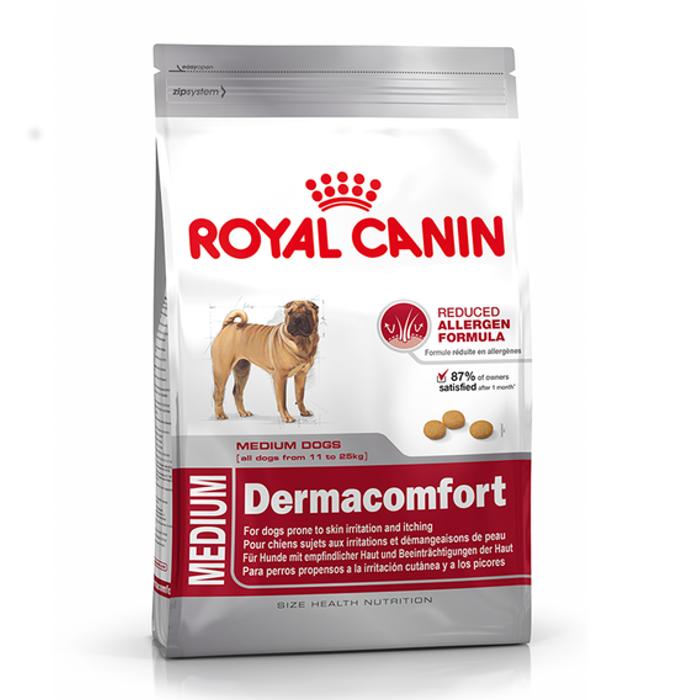 easyopen
zipsystem
ROYAL CANIN
REDUCED
ALLERGEN
FORMULA
Formule réduite en allergènes
87% of owners
satisfied after 1 month*
MEDIUM DOGS
[all dogs from 11 to 25kg]
MEDIUM
Dermacomfort
For dogs prone to skin irritation and itching
Pour chiens sujets aux irritations et démangeaisons de peau
Für Hunde mit empfindlicher Haut und Beeinträchtigungen der Haut
Para perros propensos a la irritación cutánea y a los picores
SIZE HEALTH NUTRITION